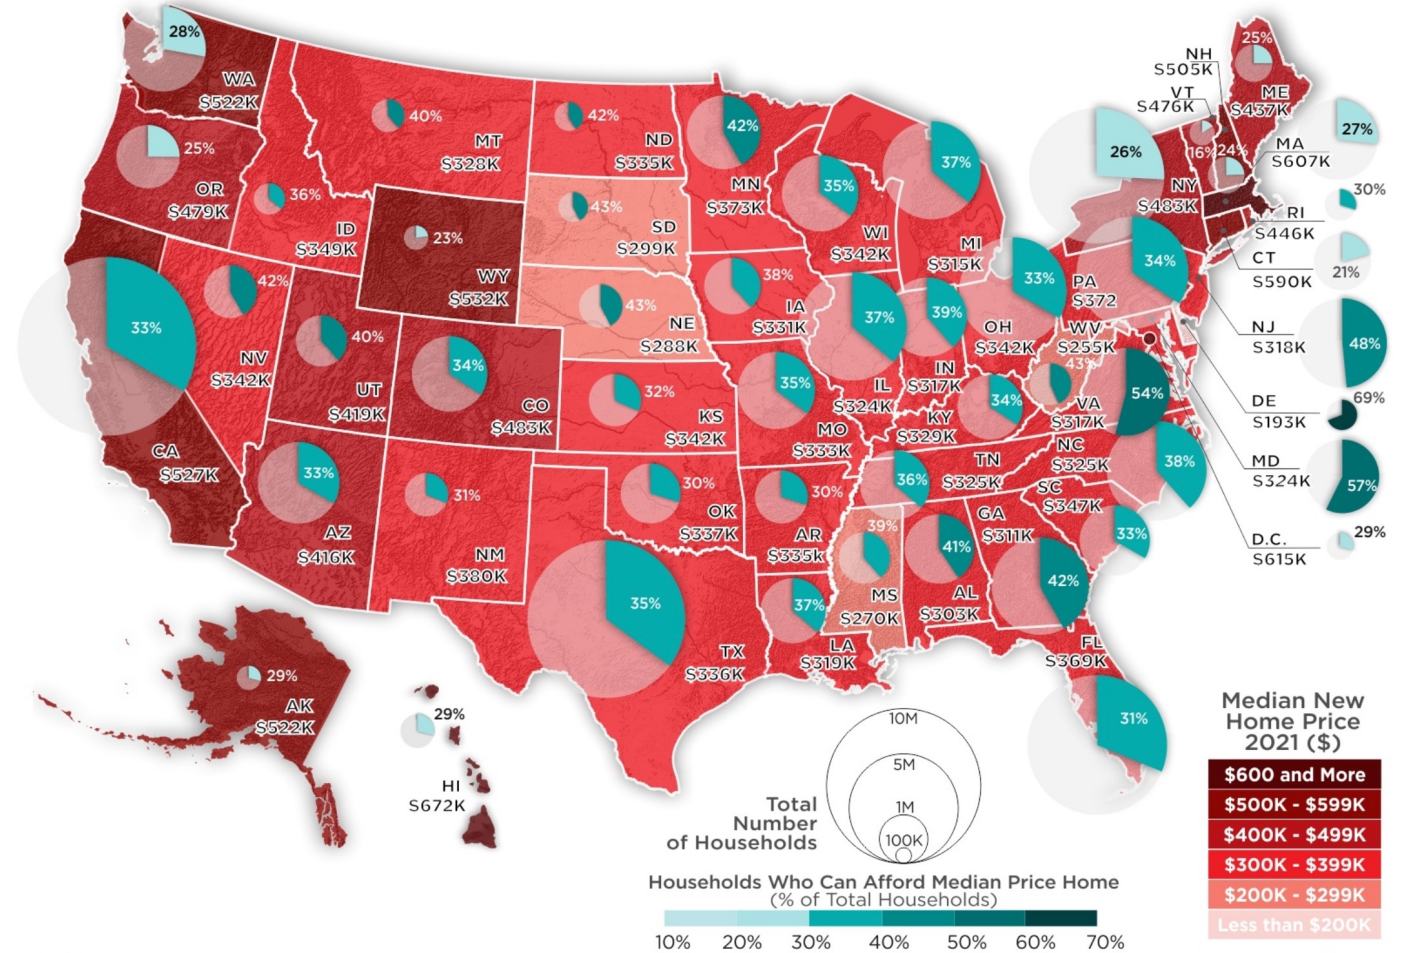 28%
WA
$522K
25%
OR
$479K
33%
CA
$527K
42%
NV
$342K
36%
ID
$349K
40%
MT
$328K
23%
WY
$532K
40%
UT
$419K
34%
CO
$483K
33%
AZ
$416K
31%
NM
$380K
42%
ND
$335K
43%
SD
$299K
43%
NE
$288K
32%
KS
$342K
30%
OK
$337K
35%
TX
$336K
42%
MN
$373K
38%
IA
$331K
35%
MO
$333K
30%
AR
$335k
37%
LA
$319K
35%
WI
$342K
37%
IL
$324K
37%
MI
$315K
39%
IN
$317K
33%
OH
$342K
34%
KY
$329K
36%
TN
$325K
39%
MS
$270K
41%
AL
$303K
42%
GA
$311K
31%
FL
$369K
33%
SC
$347K
38%
NC
$325K
54%
VA
$317K
WV
$255K
43%
34%
PA
$372
26%
NY
$483K
VT
$476K
16%
NH
$505K
24%
25%
ME
$437K
27%
MA
$607K
30%
RI
$446K
CT
$590K
21%
NJ
$318K
48%
DE
$193K
69%
MD
$324K
57%
D.C.
$615K
29%
29%
AK
$522K
29%
HI
$672K
Total
Number
of Households
10M
5M
1M
100K
Households Who Can Afford Median Price Home
(% of Total Households)
10% 20% 30% 40% 50% 60% 70%
Median New
Home Price
2021 ($)
$600 and More
$500K - $599K
$400K - $499K
$300K - $399K
$200K - $299K
Less than $200K